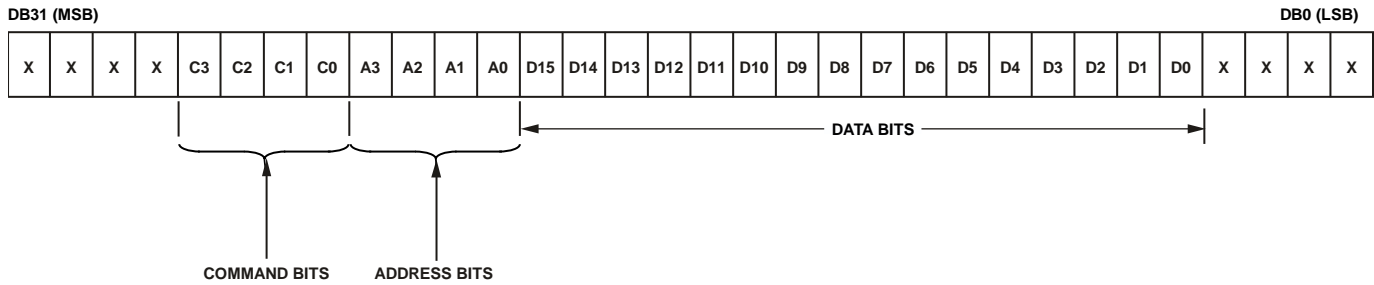 DB31 (MSB) DB0 (LSB)
X X X X C3 C2 C1 C0 A3 A2 A1 A0 D15 D14 D13 D12 D11 D10 D9 D8 D7 D6 D5 D4 D3 D2 D1 D0 X X X X
DATA BITS
COMMAND BITS ADDRESS BITS